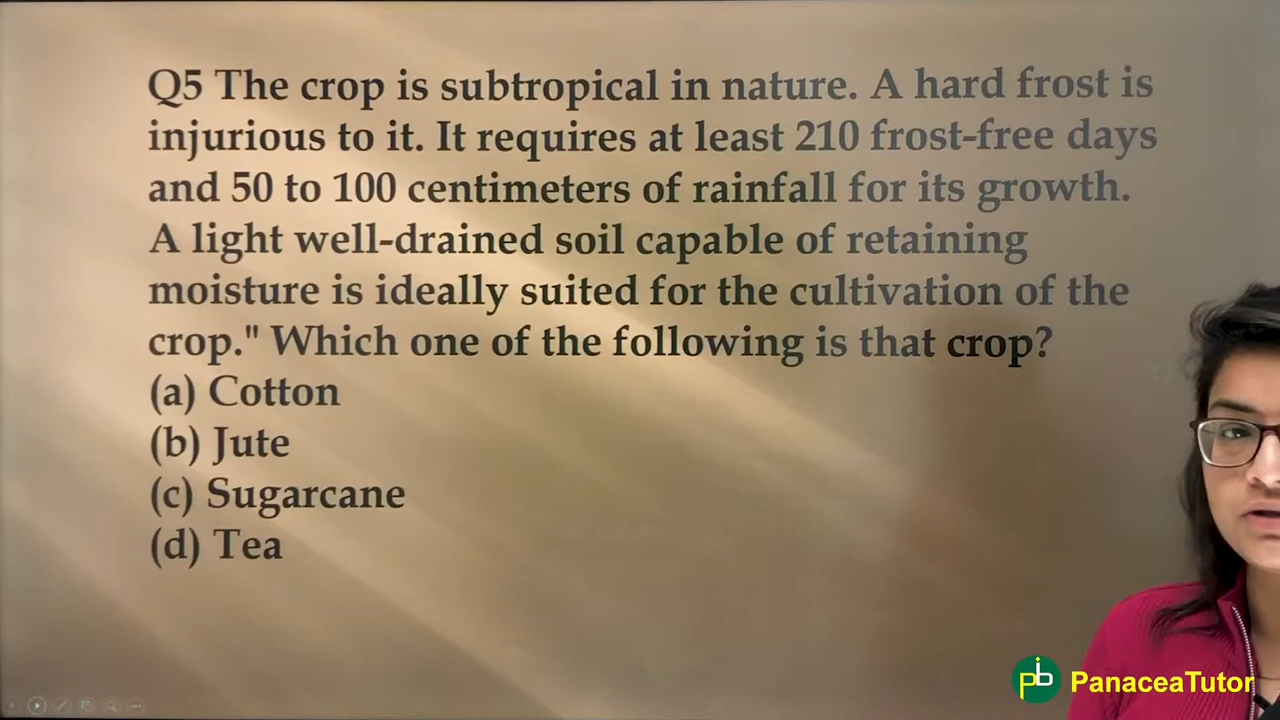 Q5 The crop is subtropical in nature. A hard frost is
injurious to it. It requires at least 210 frost-free days
and 50 to 100 centimeters of rainfall for its growth.
A light well-drained soil capable of retaining
moisture is ideally suited for the cultivation of the
crop." Which one of the following is that crop?
(a) Cotton
(b) Jute
(c) Sugarcane
(d) Tea
pib PanaceaTutor